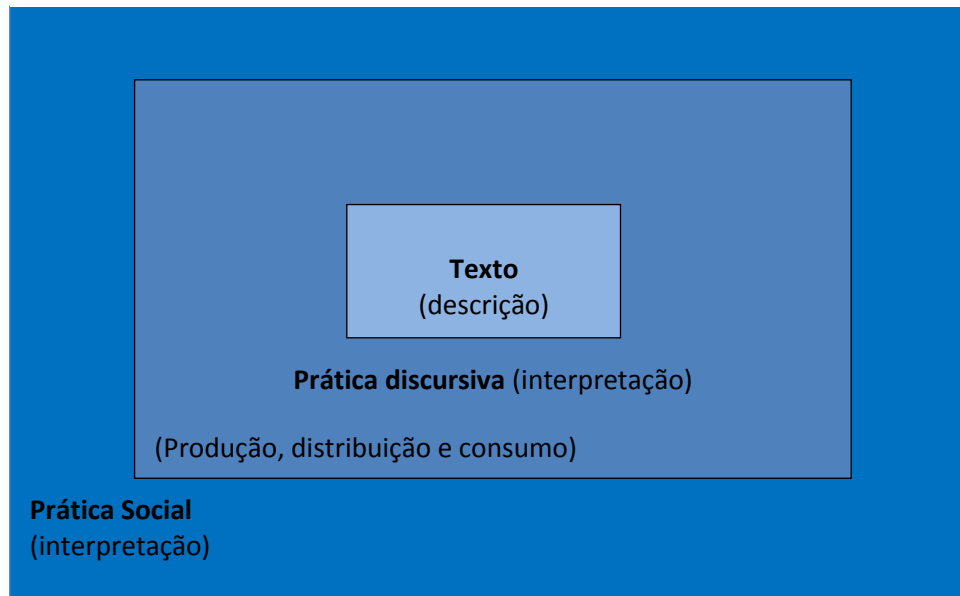 Texto
(descrição)
Prática discursiva (interpretação)
(Produção, distribuição e consumo)
Prática Social
(interpretação)